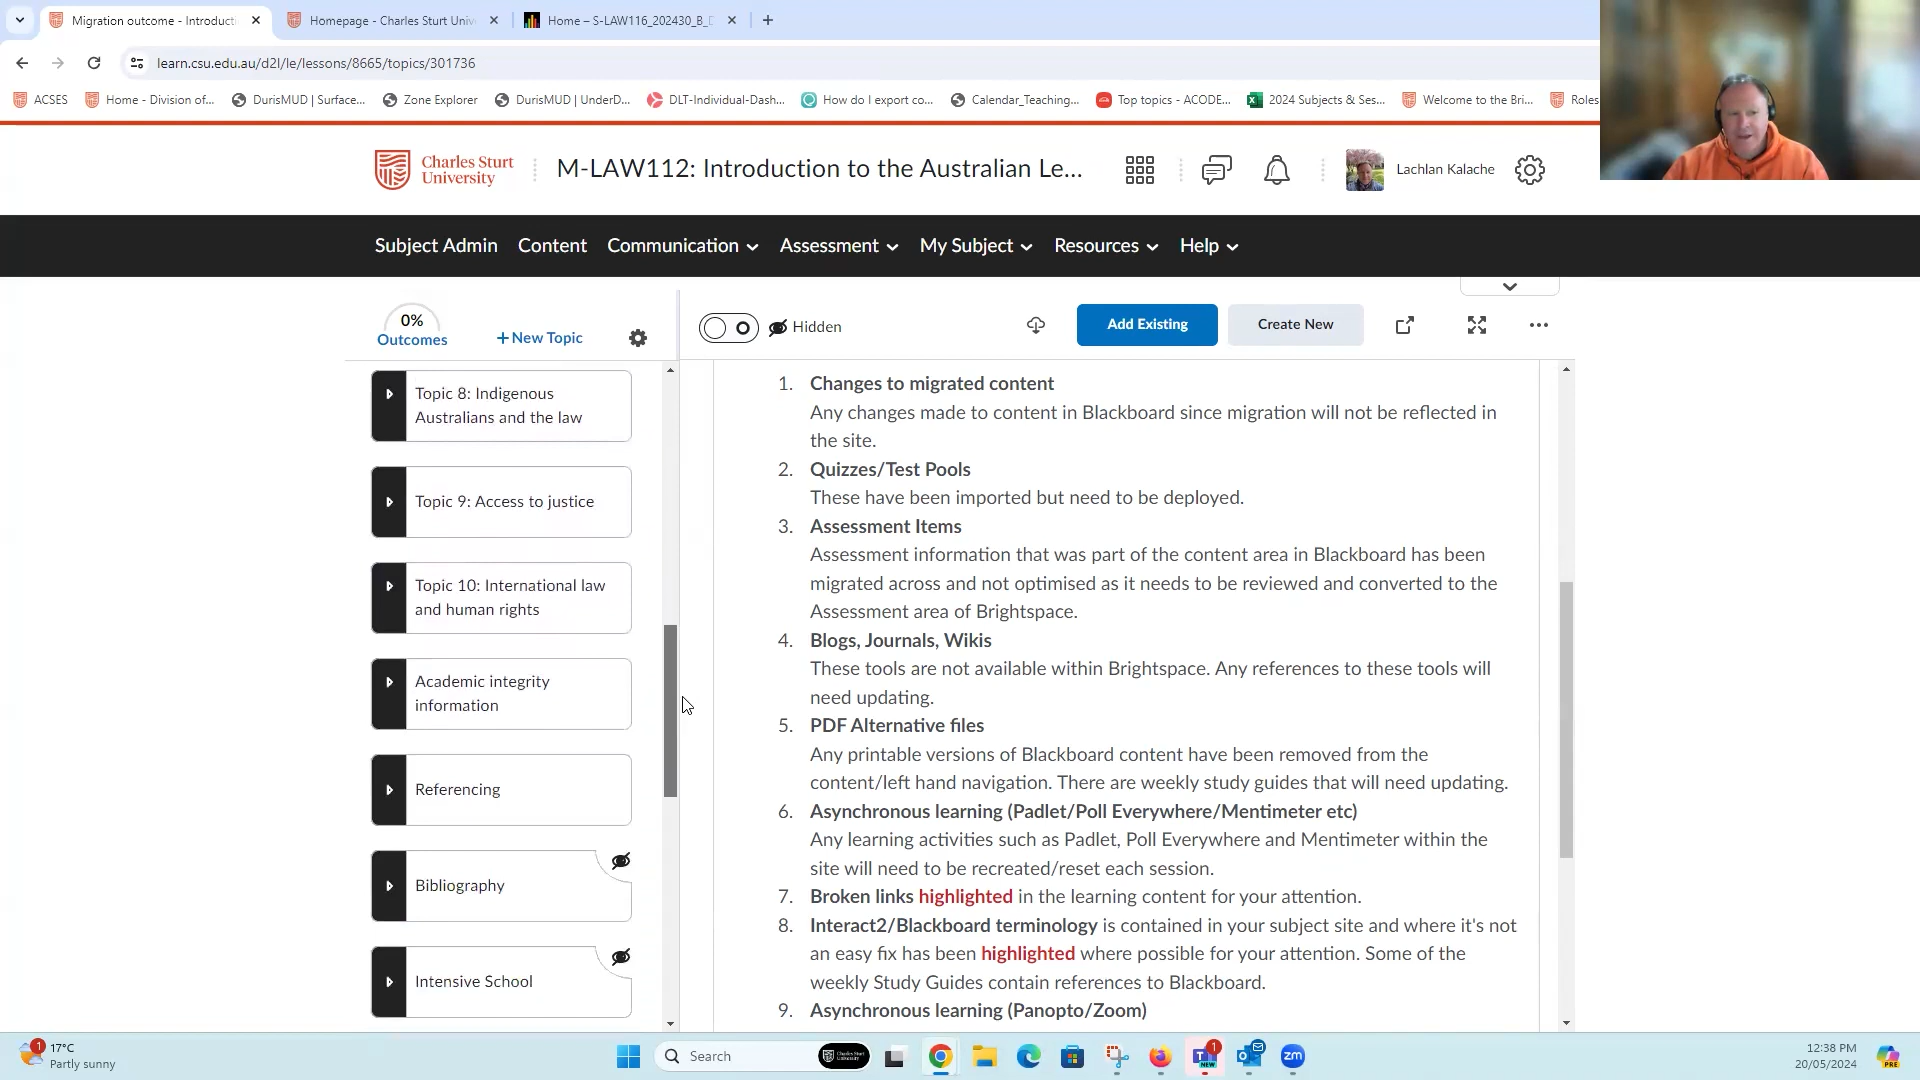 Migration outcome - Introducti
Homepage - Charles Sturt Univ
Home – S-LAW116_202430_B_D
learn.csu.edu.au/d2l/le/lessons/8665/topics/301736
ACSES
Home - Division of...
DurisMUD | Surface...
Zone Explorer
DurisMUD | UnderD...
DLT-Individual-Dash...
How do I export co...
Calendar_Teaching...
Top topics - ACODE...
2024 Subjects & Ses...
Welcome to the Bri...
Roles
Charles Sturt
University
M-LAW112: Introduction to the Australian Le...
Lachlan Kalache
Subject Admin
Content
Communication
Assessment
My Subject
Resources
Help
0%
Outcomes
+ New Topic
Hidden
Add Existing
Create New
Topic 8: Indigenous
Australians and the law
Topic 9: Access to justice
Topic 10: International law
and human rights
Academic integrity
information
Referencing
Bibliography
Intensive School
1. Changes to migrated content
Any changes made to content in Blackboard since migration will not be reflected in
the site.
2. Quizzes/Test Pools
These have been imported but need to be deployed.
3. Assessment Items
Assessment information that was part of the content area in Blackboard has been
migrated across and not optimised as it needs to be reviewed and converted to the
Assessment area of Brightspace.
4. Blogs, Journals, Wikis
These tools are not available within Brightspace. Any references to these tools will
need updating.
5. PDF Alternative files
Any printable versions of Blackboard content have been removed from the
content/left hand navigation. There are weekly study guides that will need updating.
6. Asynchronous learning (Padlet/Poll Everywhere/Mentimeter etc)
Any learning activities such as Padlet, Poll Everywhere and Mentimeter within the
site will need to be recreated/reset each session.
7. Broken links highlighted in the learning content for your attention.
8. Interact2/Blackboard terminology is contained in your subject site and where it's not
an easy fix has been highlighted where possible for your attention. Some of the
weekly Study Guides contain references to Blackboard.
9. Asynchronous learning (Panopto/Zoom)
1
17°C
Partly sunny
Search
Charles Sturt
University
1
NEW
zm
12:38 PM
20/05/2024
PRE